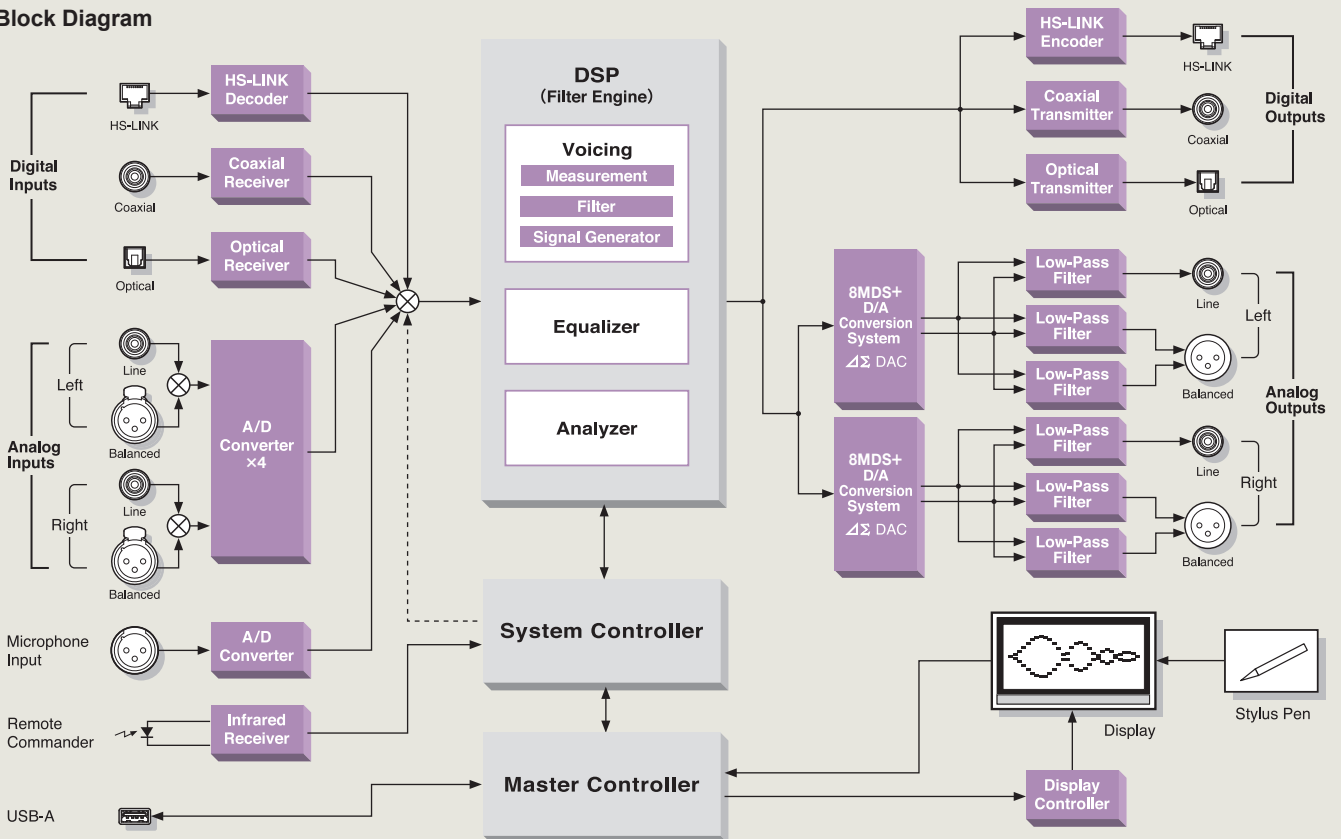 Block Diagram
Digital
Inputs
HS-LINK
HS-LINK
Decoder
Coaxial
Coaxial
Receiver
Optical
Optical
Receiver
Analog
Inputs
Left
Line
Balanced
Right
Line
Balanced
A/D
Converter
×4
Microphone
Input
A/D
Converter
Remote
Commander
Infrared
Receiver
USB-A
DSP
(Filter Engine)
Voicing
Measurement
Filter
Signal Generator
Equalizer
Analyzer
System Controller
Master Controller
HS-LINK
Encoder
HS-LINK
Coaxial
Transmitter
Coaxial
Optical
Transmitter
Optical
Digital
Outputs
8MDS+
D/A
Conversion
System
ΔΣ DAC
Low-Pass
Filter
Line
Low-Pass
Filter
Low-Pass
Filter
Balanced
Left
8MDS+
D/A
Conversion
System
ΔΣ DAC
Low-Pass
Filter
Line
Low-Pass
Filter
Low-Pass
Filter
Balanced
Right
Analog
Outputs
Display
Stylus Pen
Display
Controller